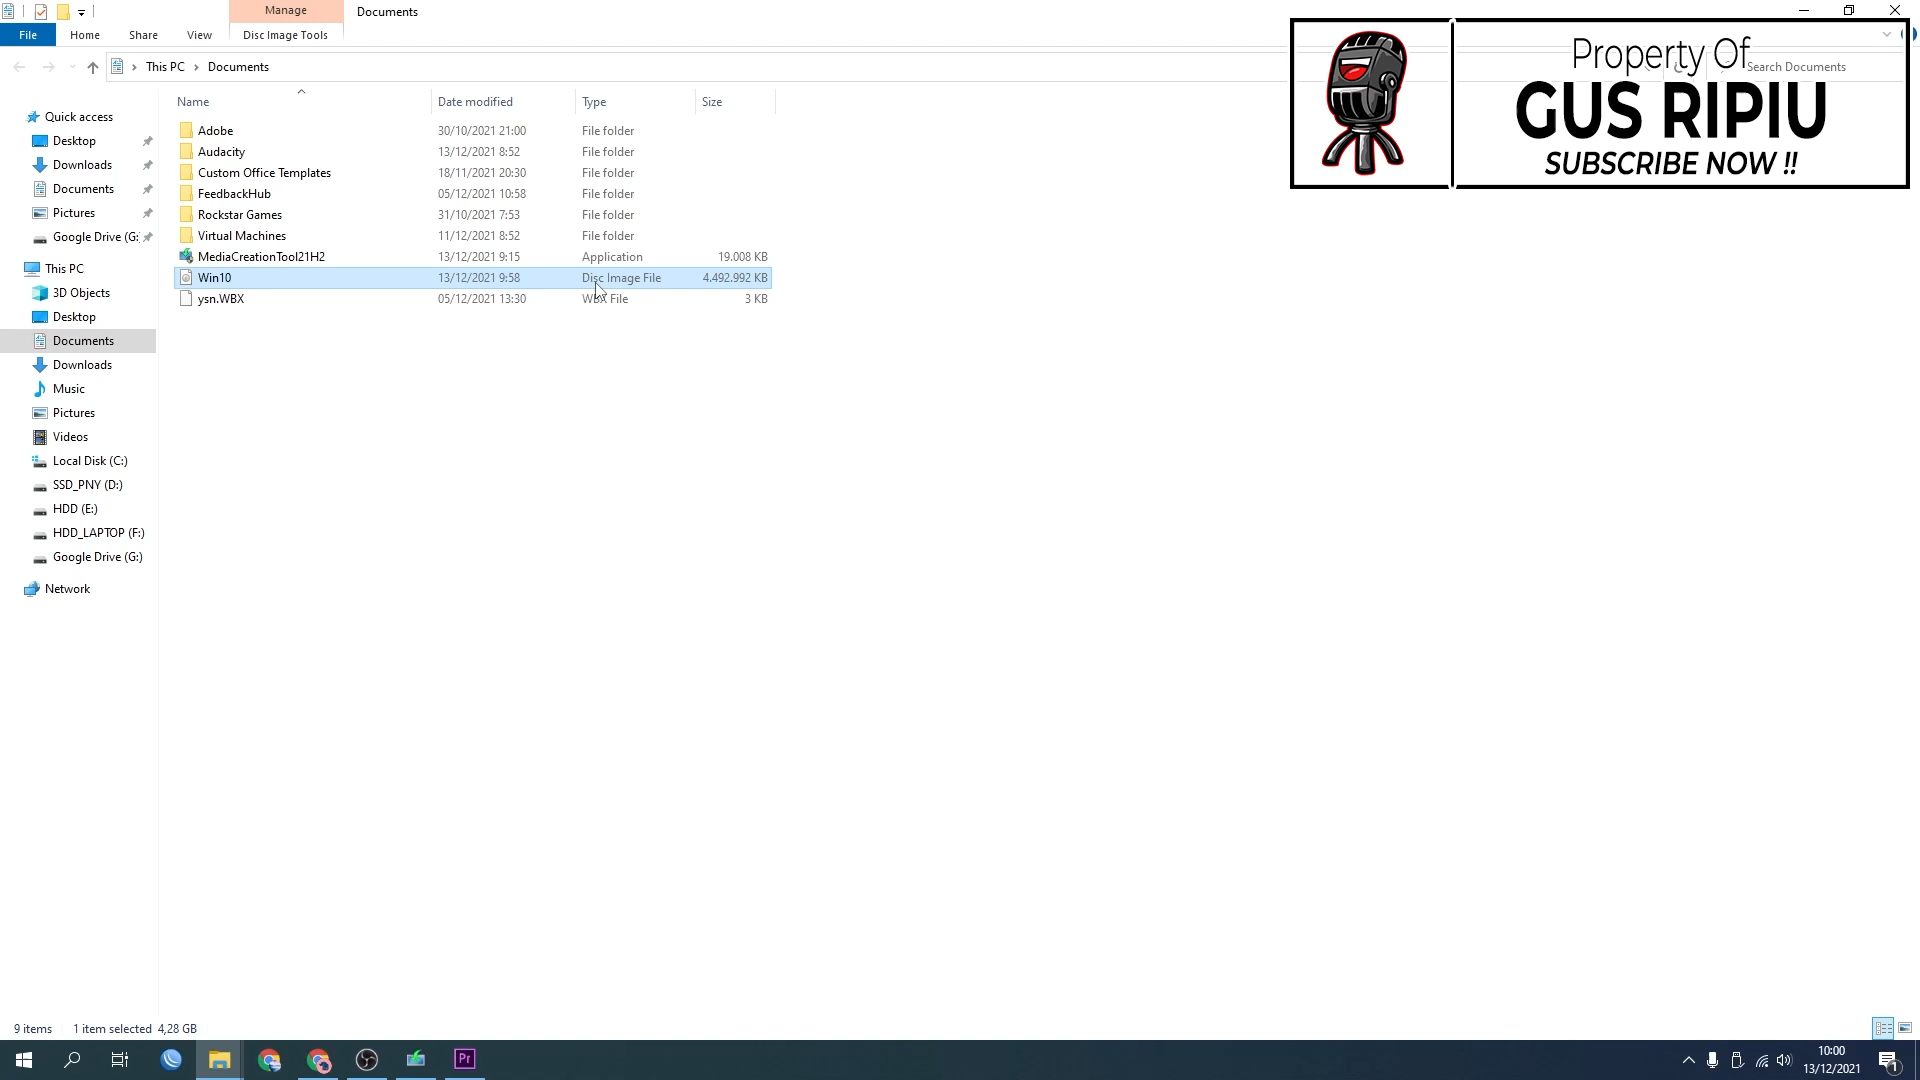 Manage
Documents
File
Home
Share
View
Disc Image Tools
This PC
Documents
Search Documents
Property Of
GUS RIPIU
SUBSCRIBE NOW !!
Name
Date modified
Type
Size
Adobe
30/10/2021 21:00
File folder
Audacity
13/12/2021 8:52
File folder
Custom Office Templates
18/11/2021 20:30
File folder
FeedbackHub
05/12/2021 10:58
File folder
Rockstar Games
31/10/2021 7:53
File folder
Virtual Machines
11/12/2021 8:52
File folder
MediaCreationTool21H2
13/12/2021 9:15
Application
19.008 KB
Win10
13/12/2021 9:58
Disc Image File
4.492.992 KB
ysn.WBX
05/12/2021 13:30
WBX File
3 KB
Quick access
Desktop
Downloads
Documents
Pictures
Google Drive (G:
This PC
3D Objects
Desktop
Documents
Downloads
Music
Pictures
Videos
Local Disk (C:)
SSD_PNY (D:)
HDD (E:)
HDD_LAPTOP (F:)
Google Drive (G:)
Network
9 items
1 item selected 4,28 GB
Pr
10:00
13/12/2021
1